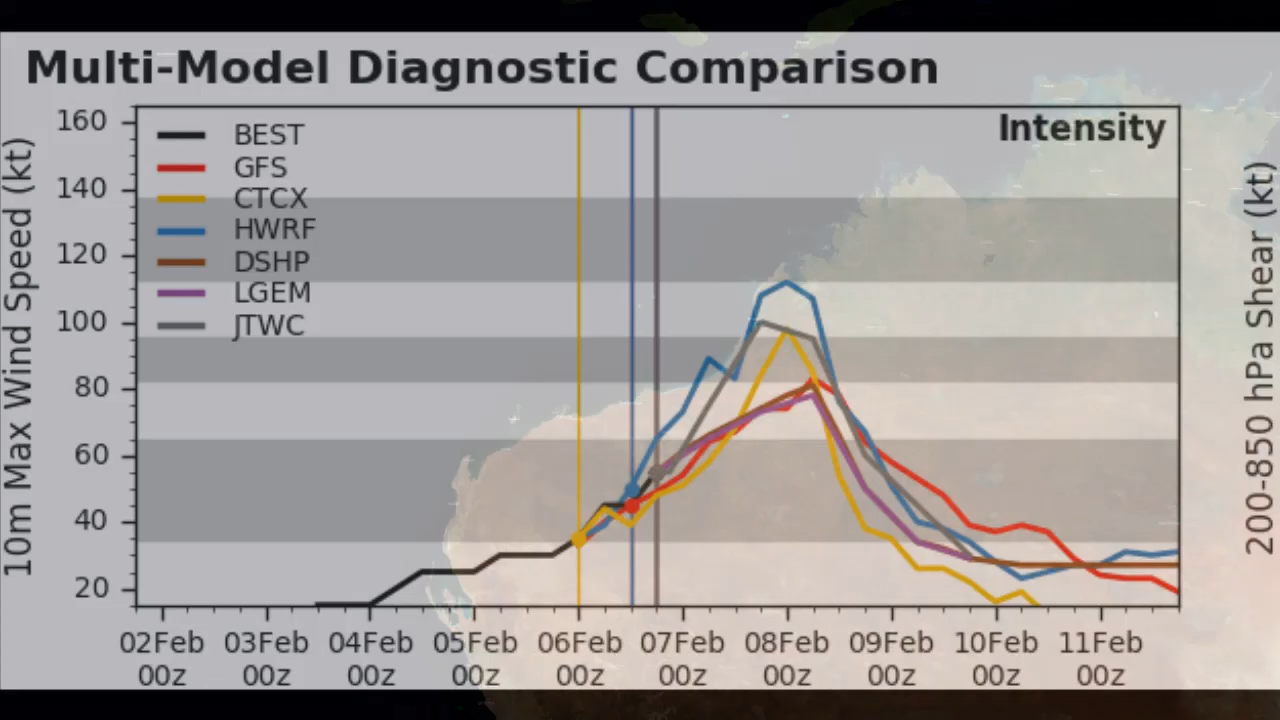 Multi-Model Diagnostic Comparison
Intensity
10m Max Wind Speed (kt)
160
140
120
100
80
60
40
20
BEST
GFS
CTCX
HWRF
DSHP
LGEM
JTWC
200-850 hPa Shear (kt)
02Feb 03Feb 04Feb 05Feb 06Feb 07Feb 08Feb 09Feb 10Feb 11Feb
00z 00z 00z 00z 00z 00z 00z 00z 00z 00z